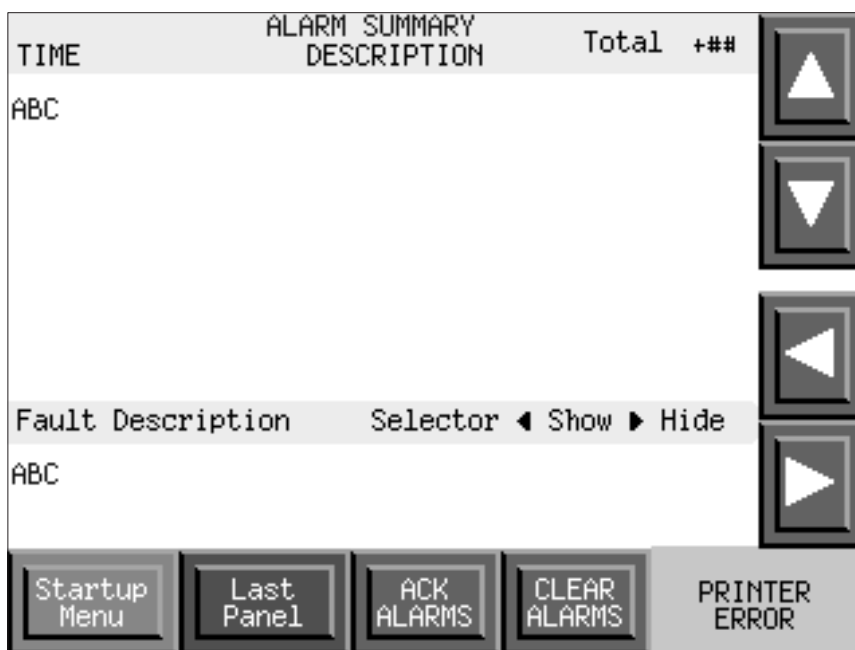 ALARM SUMMARY
TIME DESCRIPTION Total +##
ABC
Fault Description Selector ◀ Show ▶ Hide
ABC
Startup
Menu
Last
Panel
ACK
ALARMS
CLEAR
ALARMS
PRINTER
ERROR